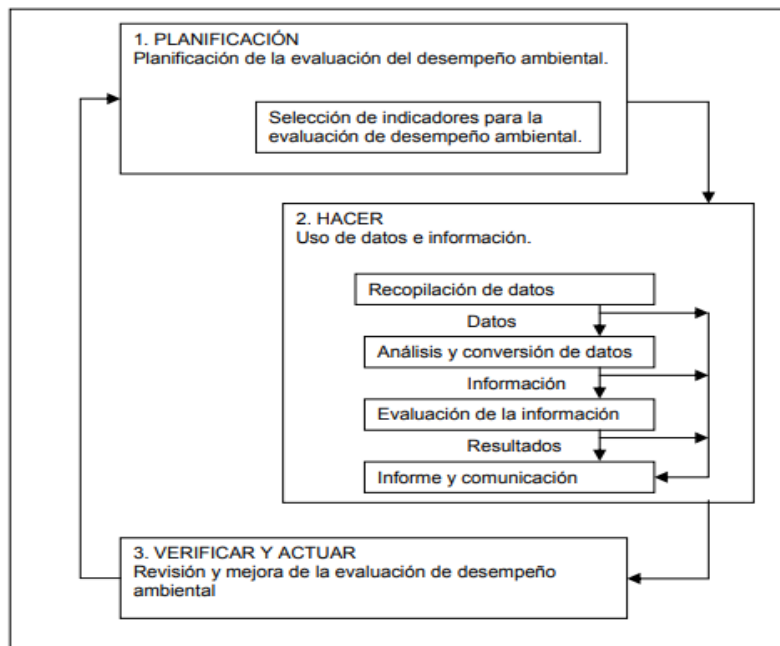 1. PLANIFICACIÓN
Planificación de la evaluación del desempeño ambiental.
Selección de indicadores para la
evaluación de desempeño ambiental.
2. HACER
Uso de datos e información.
Recopilación de datos
Datos
Análisis y conversión de datos
Información
Evaluación de la información
Resultados
Informe y comunicación
3. VERIFICAR Y ACTUAR
Revisión y mejora de la evaluación de desempeño
ambiental